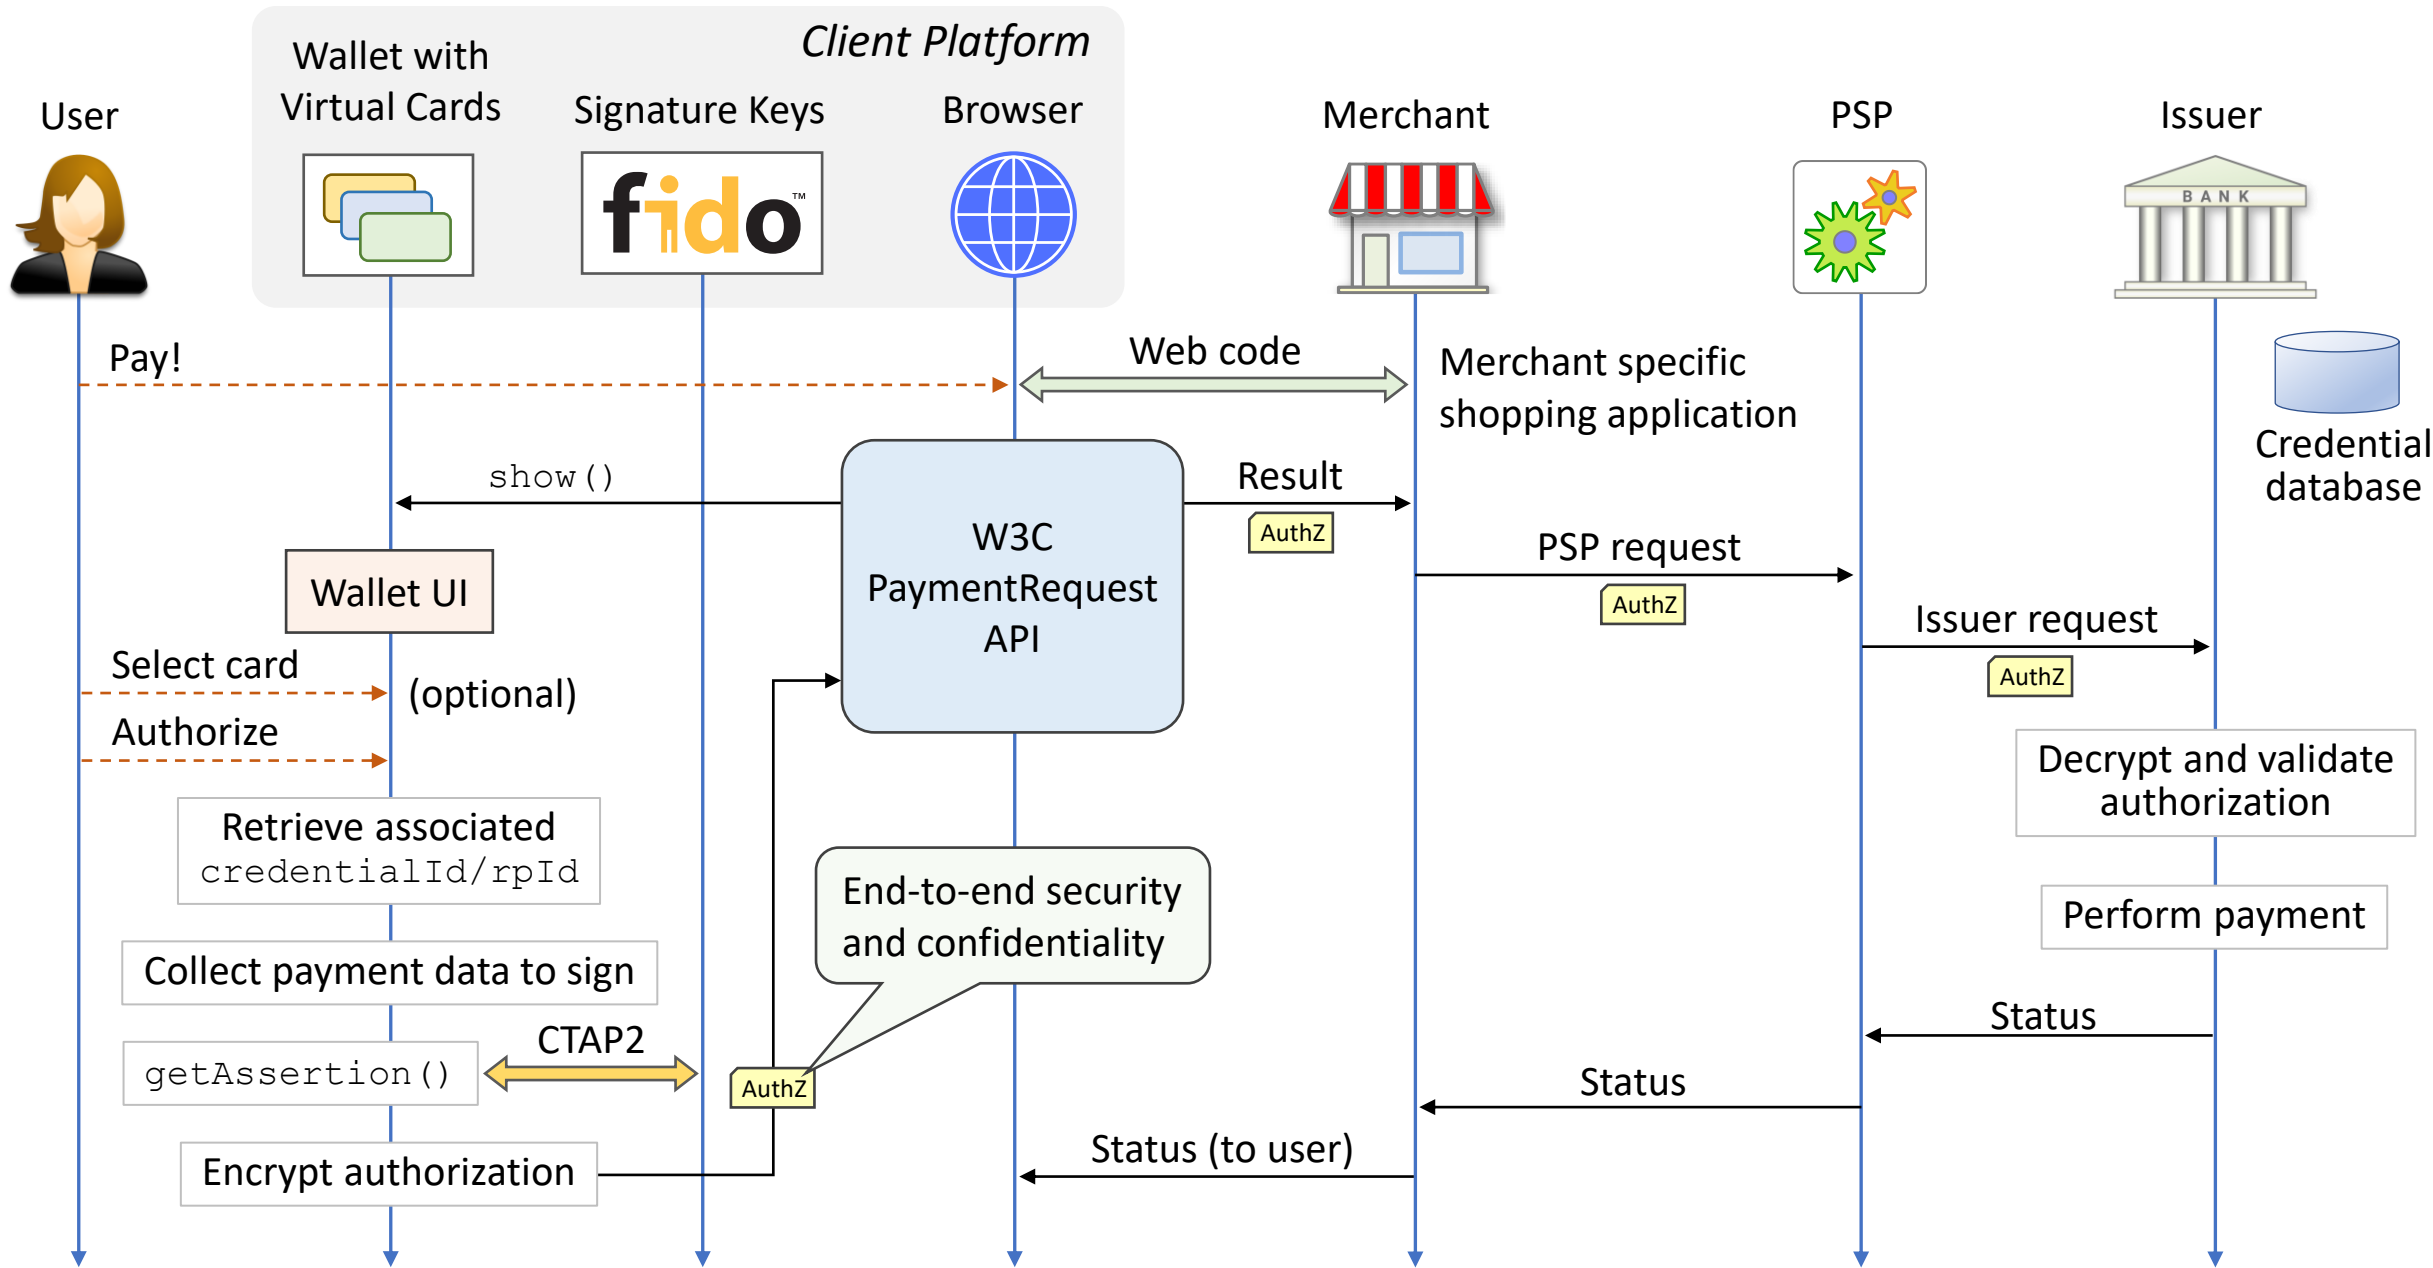 Client Platform
Wallet with
Virtual Cards
Signature Keys
Browser
User
Merchant
PSP
Issuer
fido™
BANK
Pay!
Web code
Merchant specific
shopping application
Credential
database
show()
Result
AuthZ
W3C
PaymentRequest
API
PSP request
AuthZ
Wallet UI
Issuer request
AuthZ
Select card
(optional)
Authorize
Decrypt and validate
authorization
Retrieve associated
credentialId/rpId
End-to-end security
and confidentiality
Perform payment
Collect payment data to sign
Status
CTAP2
getAssertion()
AuthZ
Status
Status (to user)
Encrypt authorization